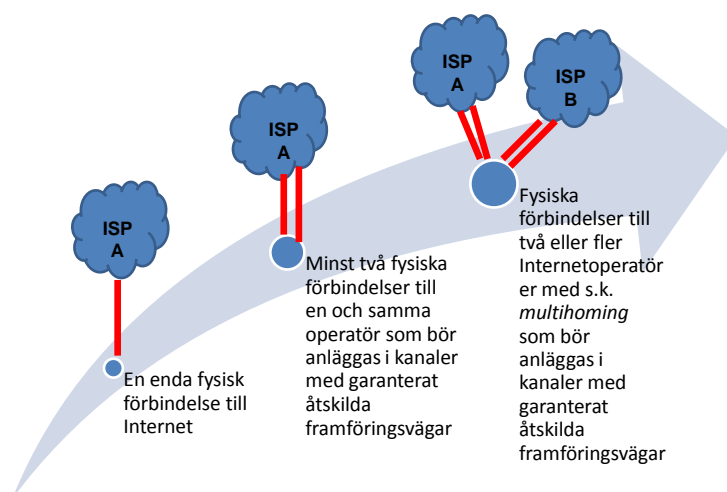 ISP
A
En enda fysisk
förbindelse till
Internet
ISP
A
Minst två fysiska
förbindelser till
en och samma
operatör som bör
anläggas i kanaler
med garanterat
åtskilda
framföringsvägar
ISP
A
ISP
B
Fysiska
förbindelser till
två eller fler
Internetoperatör
er med s.k.
multihoming
som bör
anläggas i
kanaler med
garanterat
åtskilda
framföringsvägar